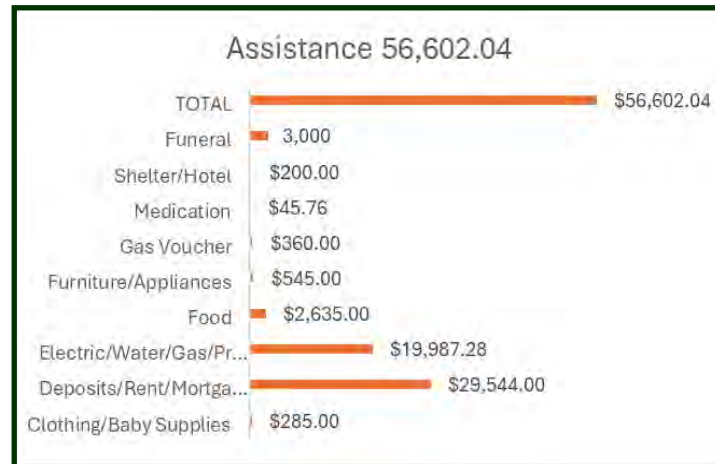 Assistance 56,602.04
TOTAL $56,602.04
Funeral 3,000
Shelter/Hotel $200.00
Medication $45.76
Gas Voucher $360.00
Furniture/Appliances $545.00
Food $2,635.00
Electric/Water/Gas/Pr... $19,987.28
Deposits/Rent/Mortga... $29,544.00
Clothing/Baby Supplies $285.00